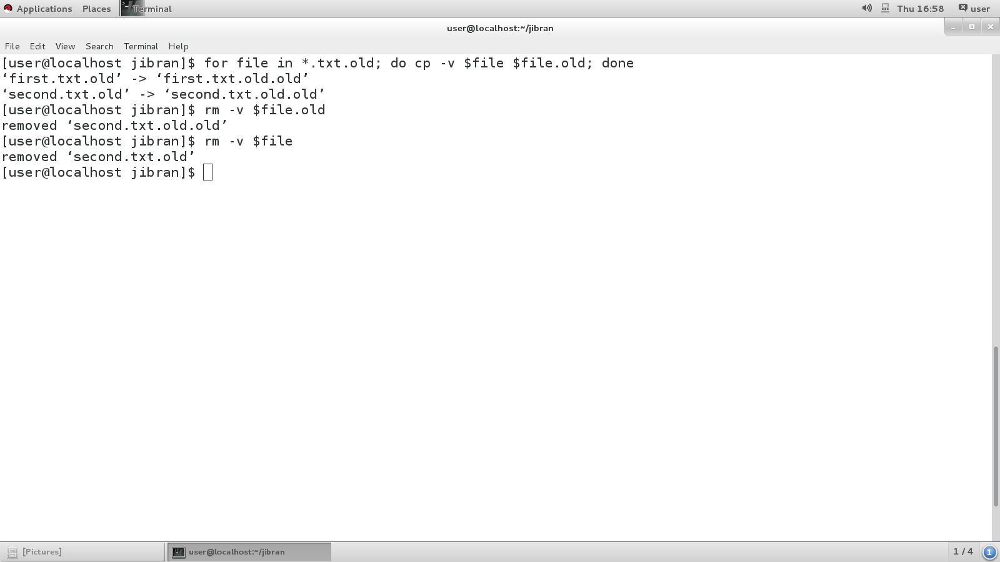 Applications Places Terminal Thu 16:58 user
user@localhost:~/jibran
File Edit View Search Terminal Help
[user@localhost jibran]$ for file in *.txt.old; do cp -v $file $file.old; done
‘first.txt.old’ -> ‘first.txt.old.old’
‘second.txt.old’ -> ‘second.txt.old.old’
[user@localhost jibran]$ rm -v $file.old
removed ‘second.txt.old.old’
[user@localhost jibran]$ rm -v $file
removed ‘second.txt.old’
[user@localhost jibran]$
[Pictures] user@localhost:~/jibran 1 / 4 1